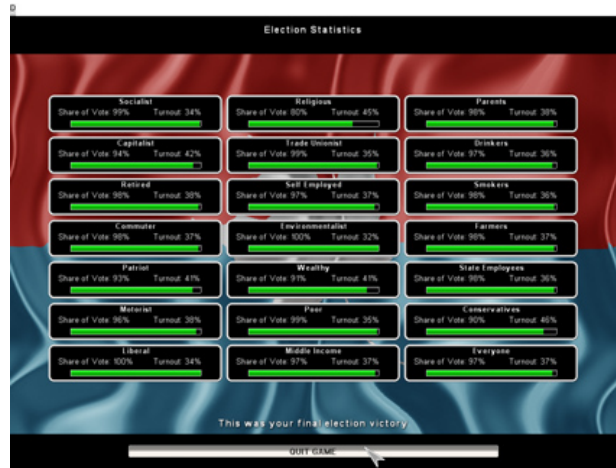 Election Statistics
Socialist
Share of Vote: 99% Turnout: 34%
Religious
Share of Vote: 80% Turnout: 45%
Parents
Share of Vote: 98% Turnout: 38%
Capitalist
Share of Vote: 94% Turnout: 42%
Trade Unionist
Share of Vote: 99% Turnout: 35%
Drinkers
Share of Vote: 97% Turnout: 36%
Retired
Share of Vote: 98% Turnout: 38%
Self Employed
Share of Vote: 97% Turnout: 37%
Smokers
Share of Vote: 98% Turnout: 36%
Commuter
Share of Vote: 98% Turnout: 37%
Environmentalist
Share of Vote: 100% Turnout: 32%
Farmers
Share of Vote: 98% Turnout: 37%
Patriot
Share of Vote: 93% Turnout: 41%
Wealthy
Share of Vote: 91% Turnout: 41%
State Employees
Share of Vote: 98% Turnout: 36%
Motorist
Share of Vote: 96% Turnout: 38%
Poor
Share of Vote: 99% Turnout: 35%
Conservatives
Share of Vote: 90% Turnout: 46%
Liberal
Share of Vote: 100% Turnout: 34%
Middle Income
Share of Vote: 97% Turnout: 37%
Everyone
Share of Vote: 97% Turnout: 37%
This was your final election victory
QUIT GAME